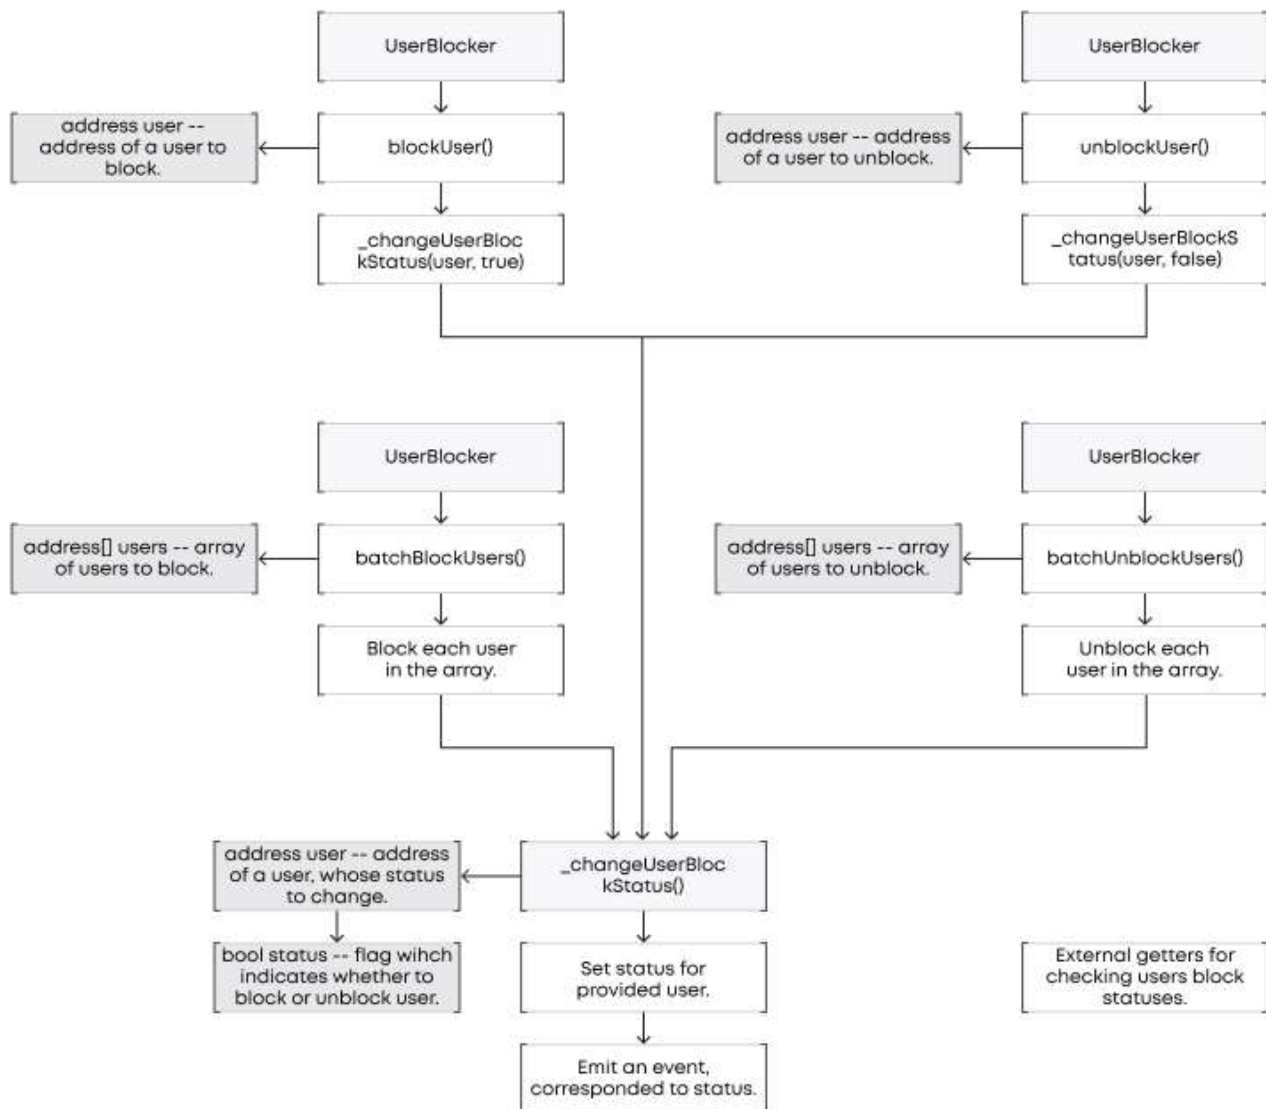 UserBlocker
UserBlocker
address user --
address of a user to
block.
blockUser()
address user -- address
of a user to unblock.
unblockUser()
_changeUserBloc
kStatus(user, true)
_changeUserBlockS
tatus(user, false)
UserBlocker
UserBlocker
address[] users -- array
of users to block.
batchBlockUsers()
address[] users -- array
of users to unblock.
batchUnblockUsers()
Block each user
in the array.
Unblock each
user in the array.
address user -- address
of a user, whose status
to change.
_changeUserBloc
kStatus()
bool status -- flag wihch
indicates whether to
block or unblock user.
Set status for
provided user.
External getters for
checking users block
statuses.
Emit an event,
corresponded to status.